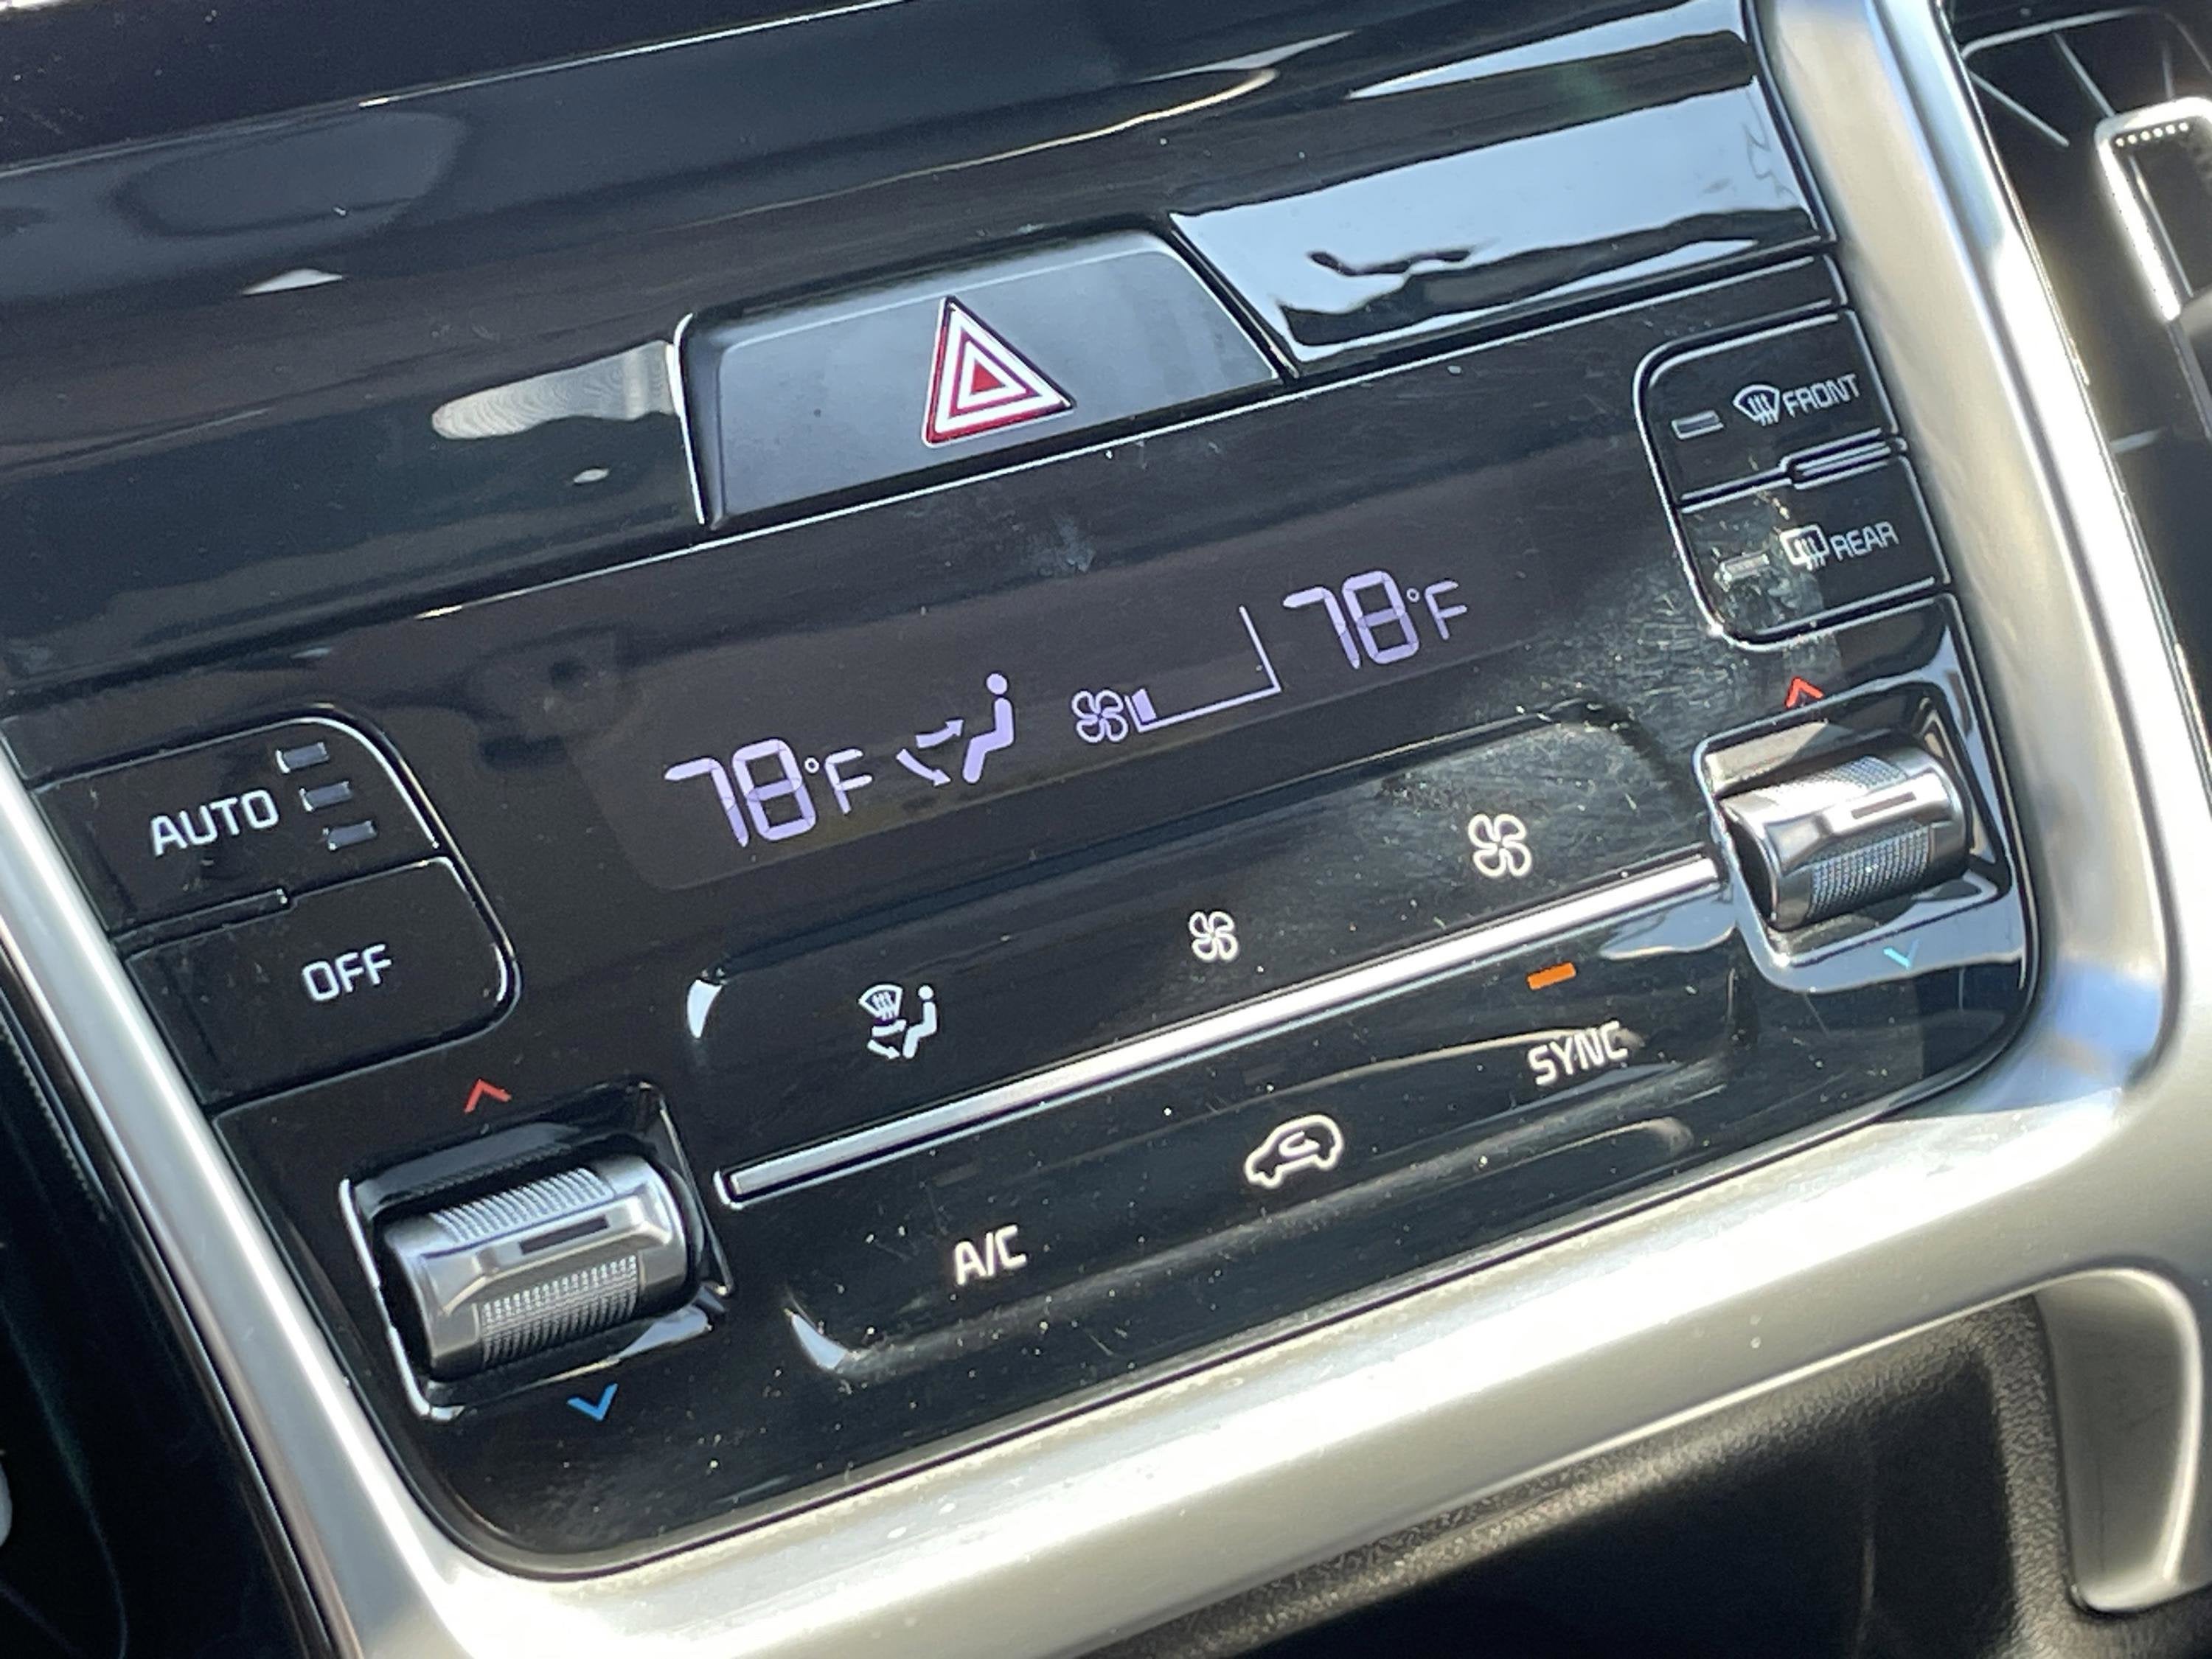 FRONT
REAR
78°F
78°F
AUTO
OFF
SYNC
A/C